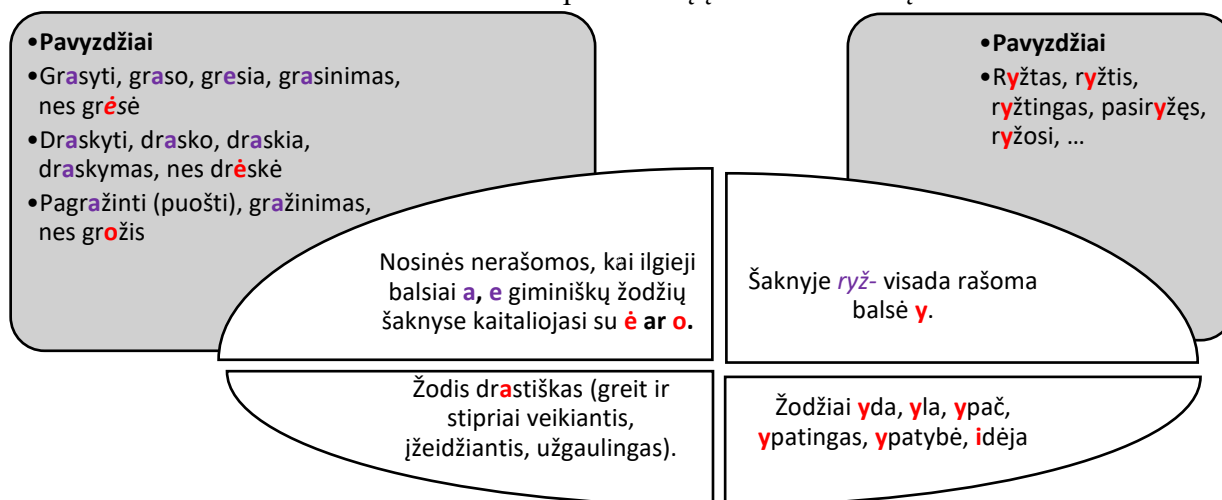 •Pavyzdžiai
•Grasyti, graso, gresia, grasinimas,
nes grėsė
•Draskyti, drasko, draskia,
draskymas, nes drėskė
•Pagražinti (puošti), gražinimas,
nes grožis
•Pavyzdžiai
•Ryžtas, ryžtis,
ryžtingas, pasiryžęs,
ryžosi, ...
Nosinės nerašomos, kai ilgieji
balsiai a, e giminiškų žodžių
šaknyse kaitaliojasi su ė ar o.
Šaknyje ryž- visada rašoma
balsė y.
Žodis drastiškas (greit ir
stipriai veikiantis,
įžeidžiantis, užgaulingas).
Žodžiai yda, yla, ypač,
ypatingas, ypatybė, idėja